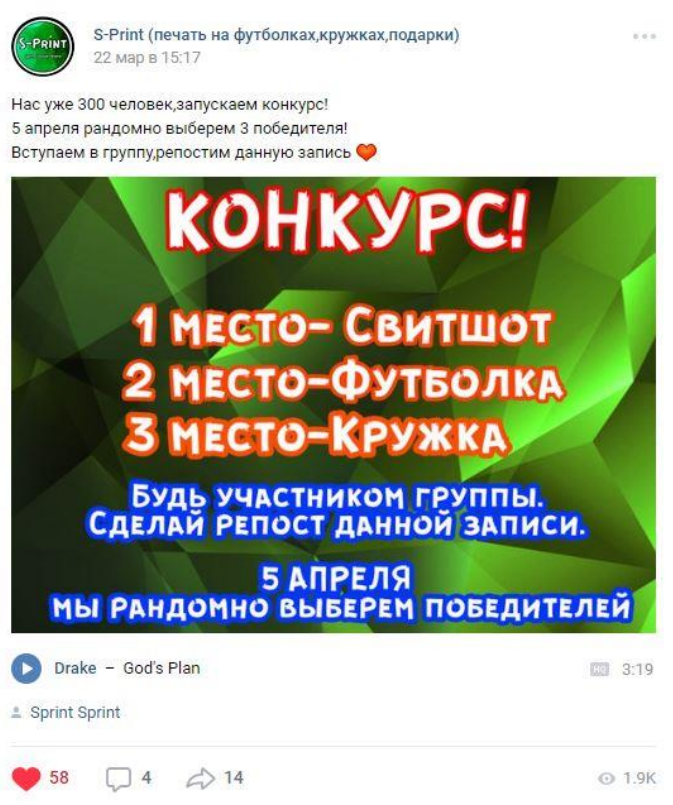 S-Print
S-Print (печать на футболках,кружках,подарки)
22 мар в 15:17
Нас уже 300 человек,запускаем конкурс!
5 апреля рандомно выберем 3 победителя!
Вступаем в группу,репостим данную запись
Конкурс!
1 место- Свитшот
2 место-Футболка
3 место-Кружка
Будь участником группы.
Сделай репост данной записи.
5 апреля
мы рандомно выберем победителей
Drake – God's Plan HQ 3:19
Sprint Sprint
58 4 14 1.9K